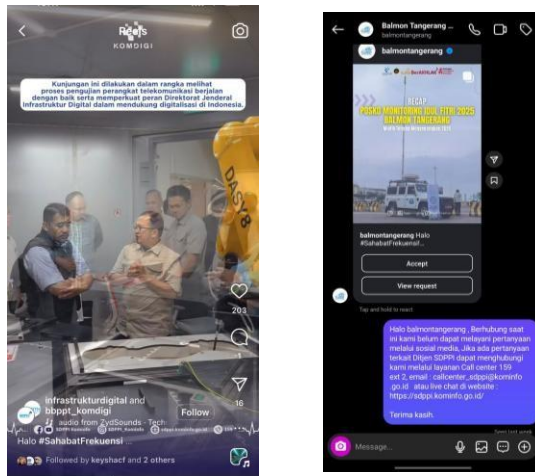 Reels
KOMDIGI
Kunjungan ini dilakukan dalam rangka melihat
proses pengujian perangkat telekomunikasi berjalan
dengan baik serta memperkuat peran Direktorat Jenderal
Infrastruktur Digital dalam mendukung digitalisasi di Indonesia.
DASY8
203
16
infrastrukturdigital and
bbppt_komdigi
Follow
audio from ZydSounds · Tech
Halo #SahabatFrekuensi ...
Followed by keyshacf and 2 others
Balmon Tangerang ...
balmontangerang
balmontangerang
RECAP
POSKO MONITORING IDUL FITRI 2025
BALMON TANGERANG
balmontangerang Halo
#SahabatFrekuensi!...
Accept
View request
Tap and hold to react
Halo balmontangerang , Berhubung saat
ini kami belum dapat melayani pertanyaan
melalui sosial media, Jika ada pertanyaan
terkait Ditjen SDPPI dapat menghubungi
kami melalui layanan Call center 159
ext 2, email : callcenter_sdppi@kominfo
.go.id atau live chat di website :
https://sdppi.kominfo.go.id/
Terima kasih.
Seen last week
Message...